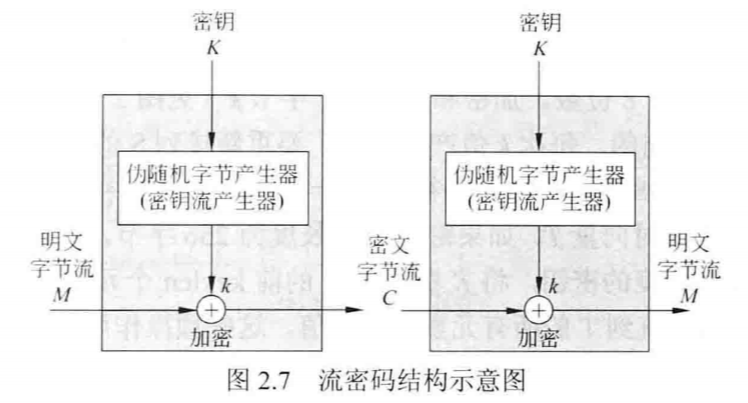 密钥
K
伪随机字节产生器
(密钥流产生器)
明文
字节流
M
k
加密
密钥
K
伪随机字节产生器
(密钥流产生器)
密文
字节流
C
k
加密
明文
字节流
M
图 2.7 流密码结构示意图